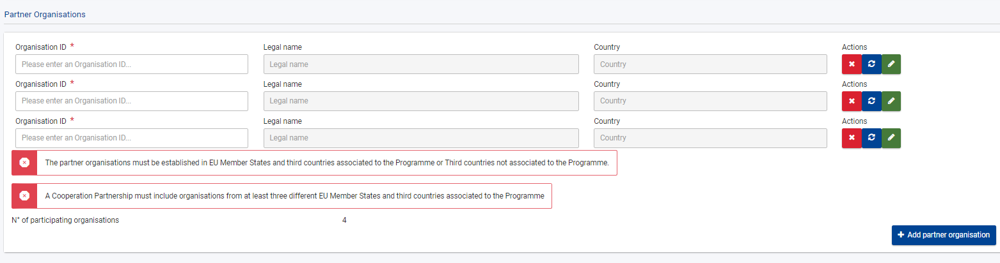 Partner Organisations
Organisation ID * Legal name Country Actions
Please enter an Organisation ID... Legal name Country
Organisation ID * Legal name Country Actions
Please enter an Organisation ID... Legal name Country
Organisation ID * Legal name Country Actions
Please enter an Organisation ID... Legal name Country
The partner organisations must be established in EU Member States and third countries associated to the Programme or Third countries not associated to the Programme.
A Cooperation Partnership must include organisations from at least three different EU Member States and third countries associated to the Programme
N° of participating organisations 4
+ Add partner organisation